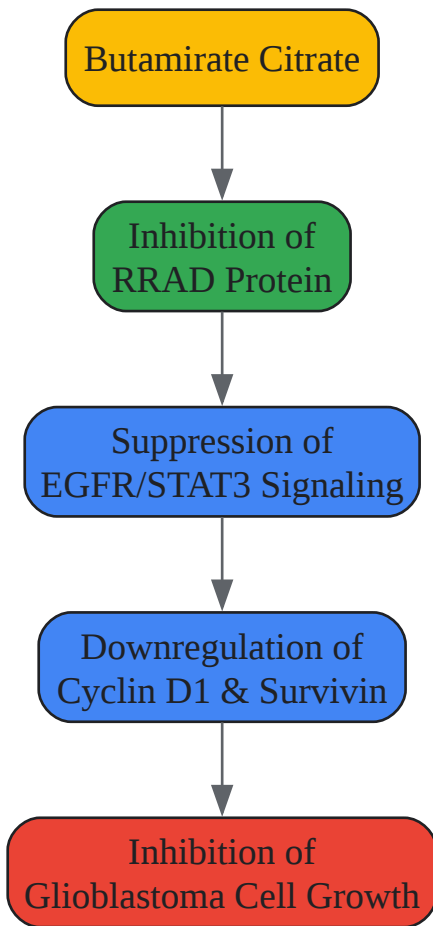 Butamirate Citrate
Inhibition of
RRAD Protein
Suppression of
EGFR/STAT3 Signaling
Downregulation of
Cyclin D1 & Survivin
Inhibition of
Glioblastoma Cell Growth